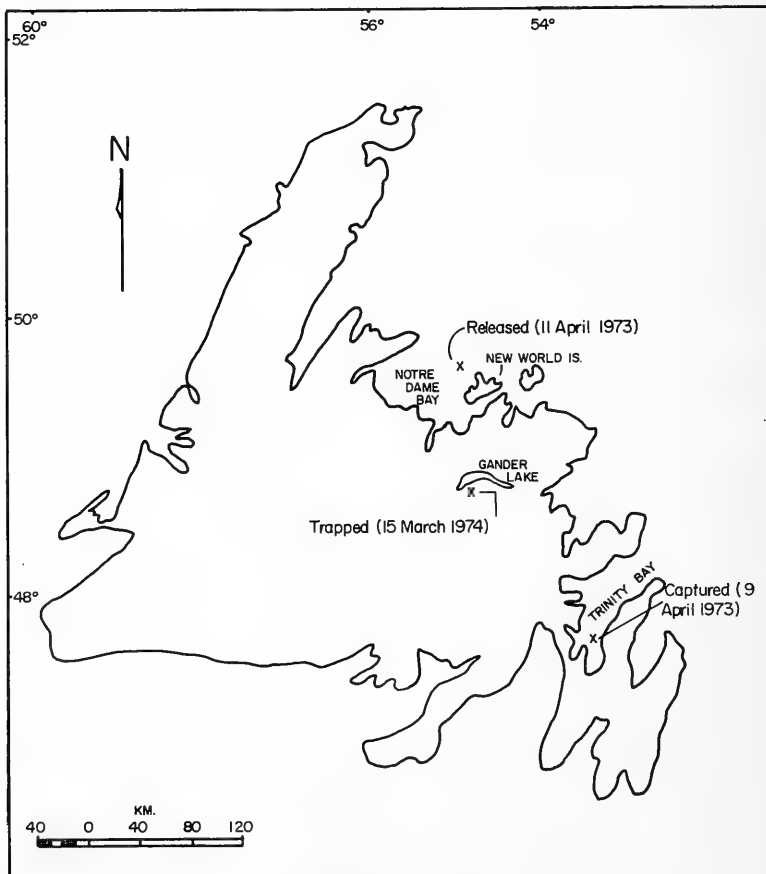 60° 56° 54°
52°
N
50°
Released (11 April 1973)
NEW WORLD IS.
NOTRE
DAME
BAY
GANDER
LAKE
Trapped (15 March 1974)
48°
TRINITY BAY
Captured (9
April 1973)
KM.
40 0 40 80 120